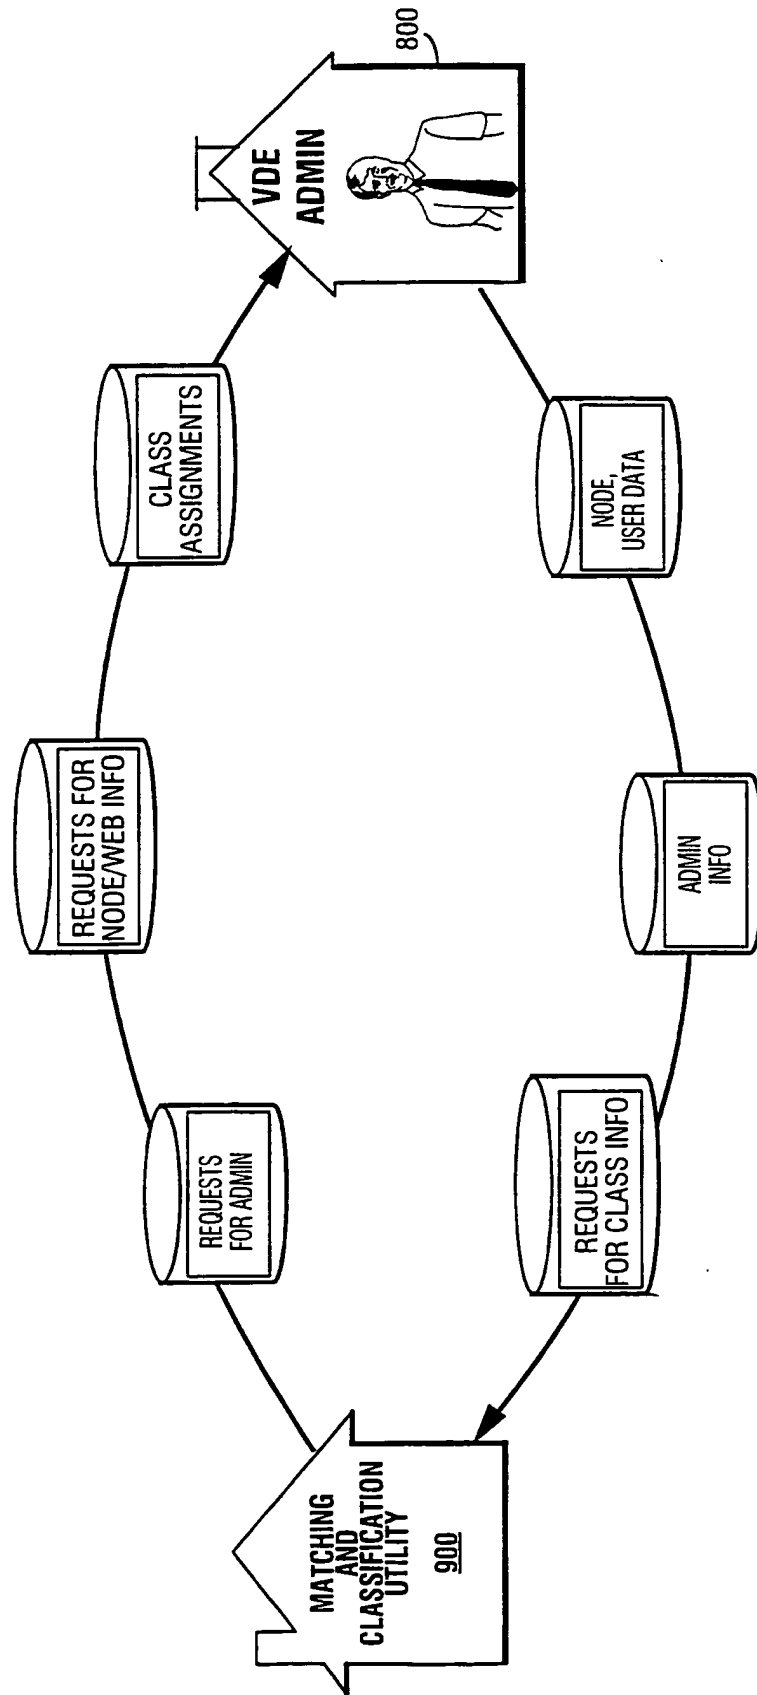 MATCHING
AND
CLASSIFICATION
UTILITY
900
REQUESTS
FOR ADMIN
REQUESTS FOR
NODE/WEB INFO
CLASS
ASSIGNMENTS
VDE
ADMIN
800
NODE,
USER DATA
ADMIN
INFO
REQUESTS
FOR CLASS INFO